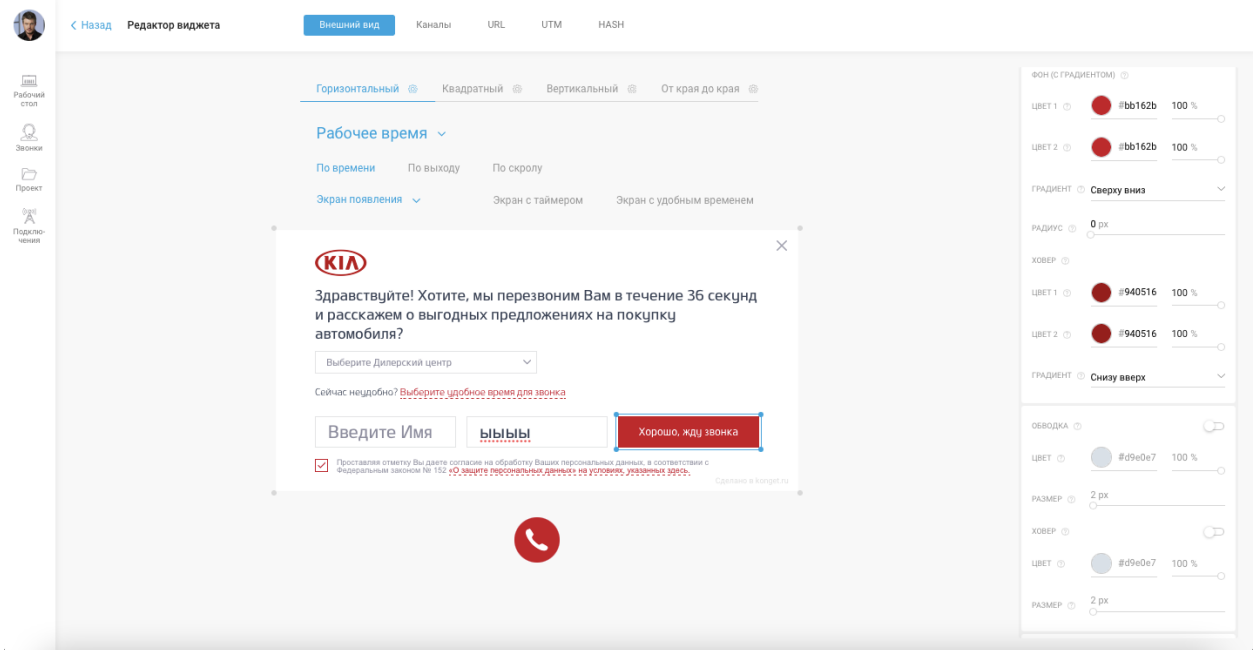 Назад Редактор виджета Внешний вид Каналы URL UTM HASH
Рабочий
стол
Звонки
Проект
Подклю-
чения
Горизонтальный Квадратный Вертикальный От края до края
Рабочее время
По времени По выходу По скролу
Экран появления Экран с таймером Экран с удобным временем
KIA
Здравствуйте! Хотите, мы перезвоним Вам в течение 36 секунд
и расскажем о выгодных предложениях на покупку
автомобиля?
Выберите Дилерский центр
Сейчас неудобно? Выберите удобное время для звонка
Введите Имя ыыыы Хорошо, жду звонка
Проставляя отметку Вы даете согласие на обработку Ваших персональных данных, в соответствии с
Федеральным законом № 152 «О защите персональных данных» на условиях, указанных здесь.
Сделано в konget.ru
ФОН (С ГРАДИЕНТОМ) ?
ЦВЕТ 1 ? #bb162b 100 %
ЦВЕТ 2 ? #bb162b 100 %
ГРАДИЕНТ ? Сверху вниз
РАДИУС ? 0 px
ХОВЕР ?
ЦВЕТ 1 ? #940516 100 %
ЦВЕТ 2 ? #940516 100 %
ГРАДИЕНТ ? Снизу вверх
ОБВОДКА ?
ЦВЕТ ? #d9e0e7 100 %
РАЗМЕР ? 2 px
ХОВЕР ?
ЦВЕТ ? #d9e0e7 100 %
РАЗМЕР ? 2 px